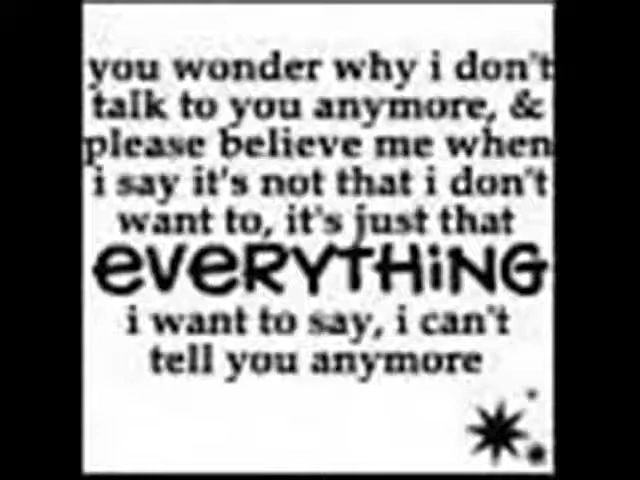 you wonder why i don't
talk to you anymore, &
please believe me when
i say it's not that i don't
want to, it's just that
eVeRYTHiNG
i want to say, i can't
tell you anymore